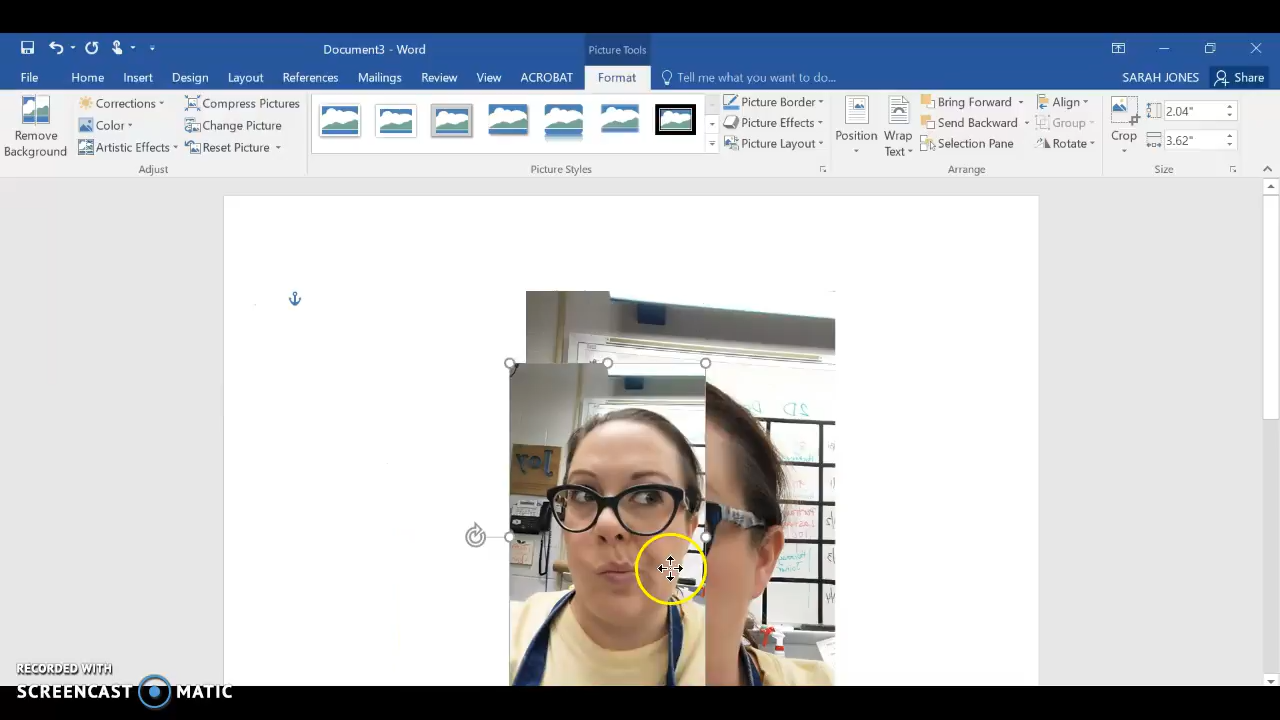 Document3 - Word
Picture Tools
File Home Insert Design Layout References Mailings Review View ACROBAT Format Tell me what you want to do... SARAH JONES Share
Remove Background
Corrections
Color
Artistic Effects
Compress Pictures
Change Picture
Reset Picture
Adjust
Picture Styles
Picture Border
Picture Effects
Picture Layout
Position
Wrap Text
Bring Forward
Send Backward
Selection Pane
Align
Group
Rotate
Arrange
Crop
2.04"
3.62"
Size
2D
Joy
RECORDED WITH
SCREENCAST MATIC